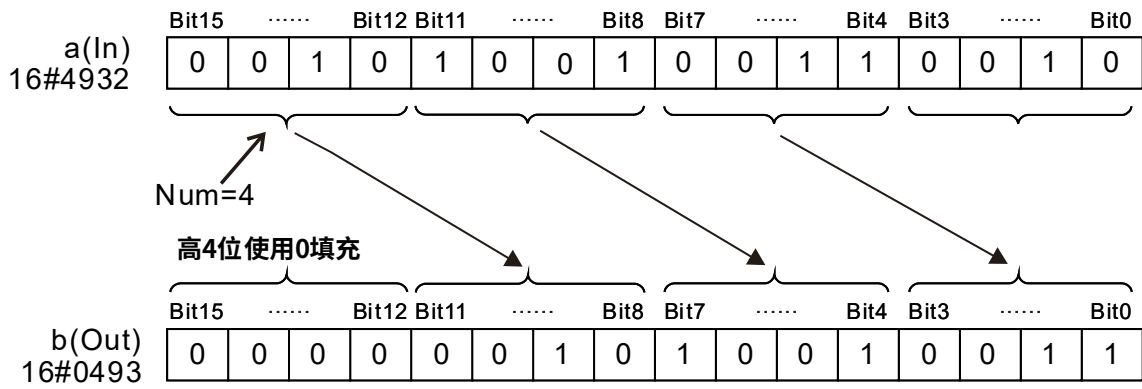 Bit15 ······ Bit12 Bit11 ······ Bit8 Bit7 ······ Bit4 Bit3 ······ Bit0
a(In)
16#4932
0 0 1 0 1 0 0 1 0 0 1 1 0 0 1 0
Num=4
高4位使用0填充
Bit15 ······ Bit12 Bit11 ······ Bit8 Bit7 ······ Bit4 Bit3 ······ Bit0
b(Out)
16#0493
0 0 0 0 0 0 1 0 1 0 0 1 0 0 1 1